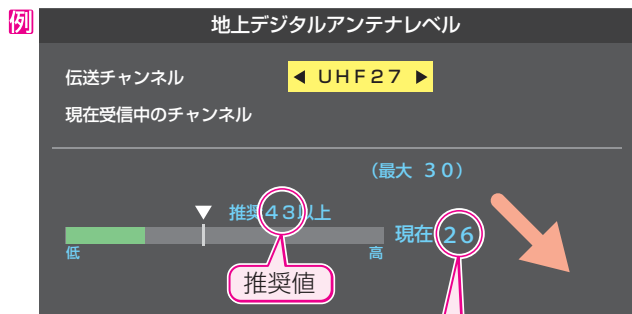 例
地上デジタルアンテナレベル
伝送チャンネル ◀ UHF27 ▶
現在受信中のチャンネル
(最大 30)
推奨43以上
現在 26
低 高
推奨値